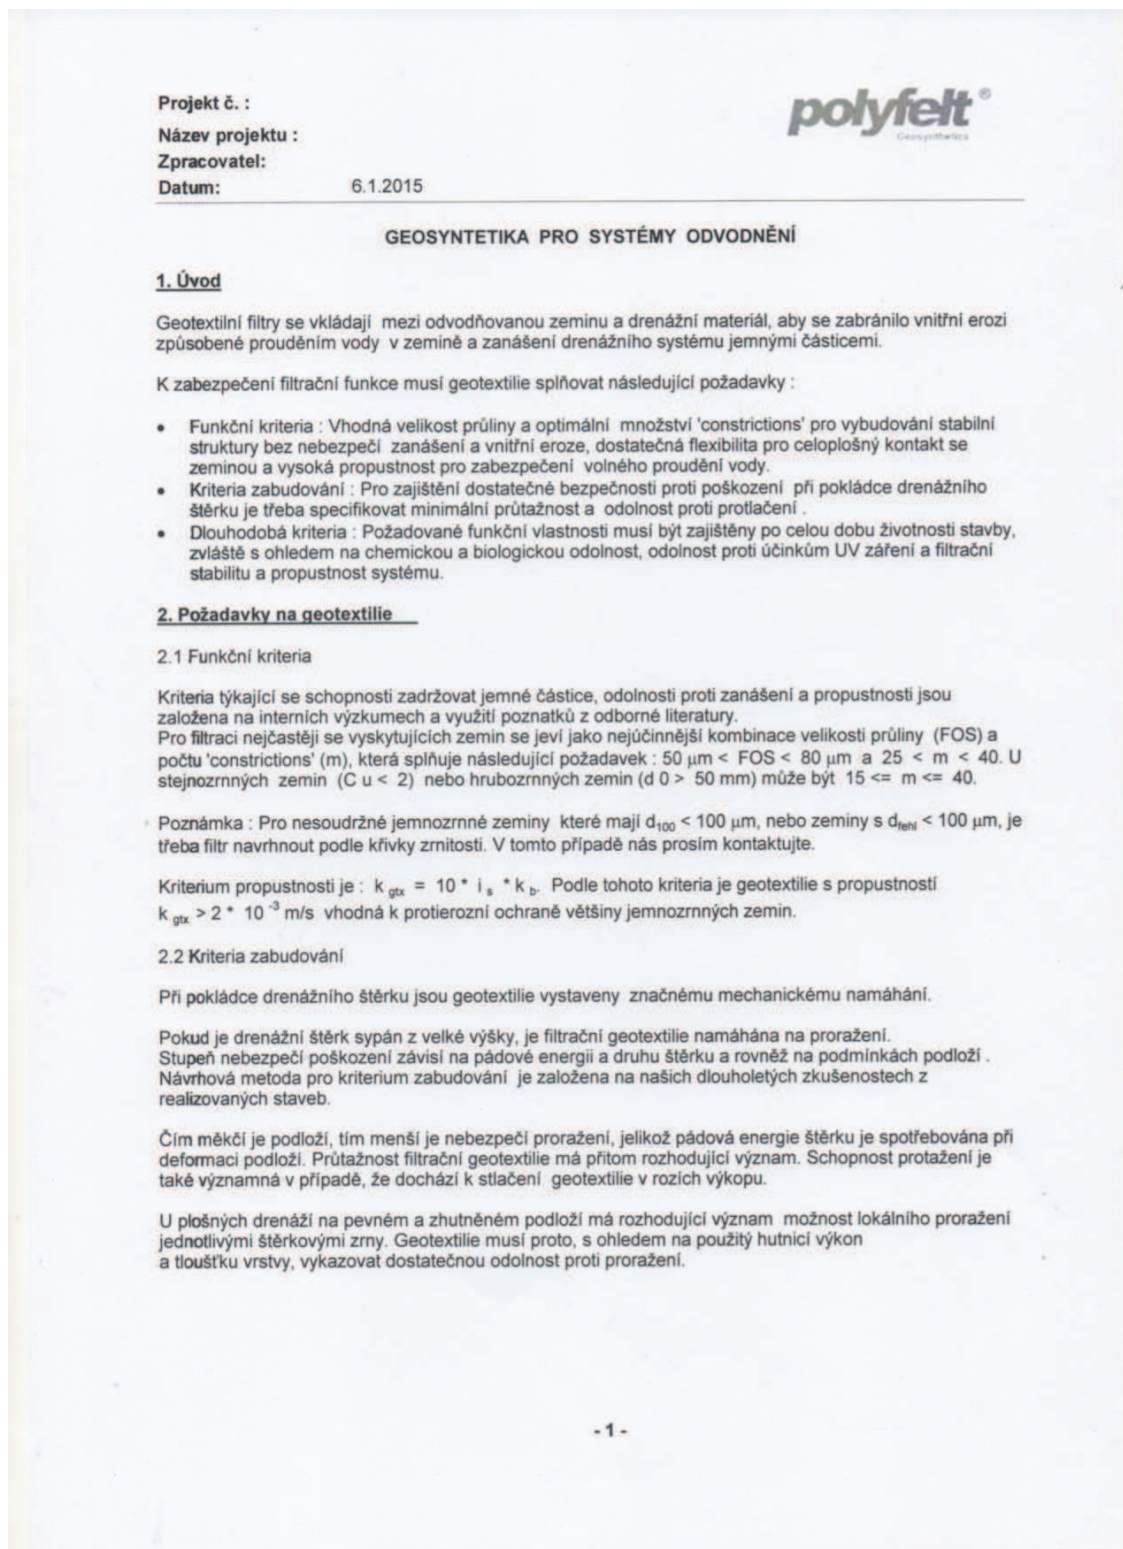 Projekt č. :
polyfelt®
Geosynthetics
Název projektu :
Zpracovatel:
Datum: 6.1.2015
GEOSYNTETIKA PRO SYSTÉMY ODVODNĚNÍ
1. Úvod
Geotextilní filtry se vkládají mezi odvodňovanou zeminu a drenážní materiál, aby se zabránilo vnitřní erozi
způsobené prouděním vody v zemině a zanášení drenážního systému jemnými částicemi.
K zabezpečení filtrační funkce musí geotextilie splňovat následující požadavky :
• Funkční kriteria : Vhodná velikost průliny a optimální množství 'constrictions' pro vybudování stabilní
struktury bez nebezpečí zanášení a vnitřní eroze, dostatečná flexibilita pro celoplošný kontakt se
zeminou a vysoká propustnost pro zabezpečení volného proudění vody.
• Kriteria zabudování : Pro zajištění dostatečné bezpečnosti proti poškození při pokládce drenážního
štěrku je třeba specifikovat minimální průtažnost a odolnost proti protlačení .
• Dlouhodobá kriteria : Požadované funkční vlastnosti musí být zajištěny po celou dobu životnosti stavby,
zvláště s ohledem na chemickou a biologickou odolnost, odolnost proti účinkům UV záření a filtrační
stabilitu a propustnost systému.
2. Požadavky na geotextilie
2.1 Funkční kriteria
Kriteria týkající se schopnosti zadržovat jemné částice, odolnosti proti zanášení a propustnosti jsou
založena na interních výzkumech a využití poznatků z odborné literatury.
Pro filtraci nejčastěji se vyskytujících zemin se jeví jako nejúčinnější kombinace velikosti průliny (FOS) a
počtu 'constrictions' (m), která splňuje následující požadavek : 50 µm < FOS < 80 µm a 25 < m < 40. U
stejnozrnných zemin (C u < 2) nebo hrubozrnných zemin (d 0 > 50 mm) může být 15 <= m <= 40.
Poznámka : Pro nesoudržné jemnozrnné zeminy které mají d100 < 100 µm, nebo zeminy s dfehl < 100 µm, je
třeba filtr navrhnout podle křivky zrnitosti. V tomto případě nás prosím kontaktujte.
Kriterium propustnosti je : k gtx = 10 * i s * k b. Podle tohoto kriteria je geotextilie s propustností
k gtx > 2 * 10 -3 m/s vhodná k protierozní ochraně většiny jemnozrnných zemin.
2.2 Kriteria zabudování
Při pokládce drenážního štěrku jsou geotextilie vystaveny značnému mechanickému namáhání.
Pokud je drenážní štěrk sypán z velké výšky, je filtrační geotextilie namáhána na proražení.
Stupeň nebezpečí poškození závisí na pádové energii a druhu štěrku a rovněž na podmínkách podloží .
Návrhová metoda pro kriterium zabudování je založena na našich dlouholetých zkušenostech z
realizovaných staveb.
Čím měkčí je podloží, tím menší je nebezpečí proražení, jelikož pádová energie štěrku je spotřebována při
deformaci podloží. Průtažnost filtrační geotextilie má přitom rozhodující význam. Schopnost protažení je
také významná v případě, že dochází k stlačení geotextilie v rozích výkopu.
U plošných drenáží na pevném a zhutněném podloží má rozhodující význam možnost lokálního proražení
jednotlivými štěrkovými zrny. Geotextilie musí proto, s ohledem na použitý hutnicí výkon
a tloušťku vrstvy, vykazovat dostatečnou odolnost proti proražení.
- 1 -